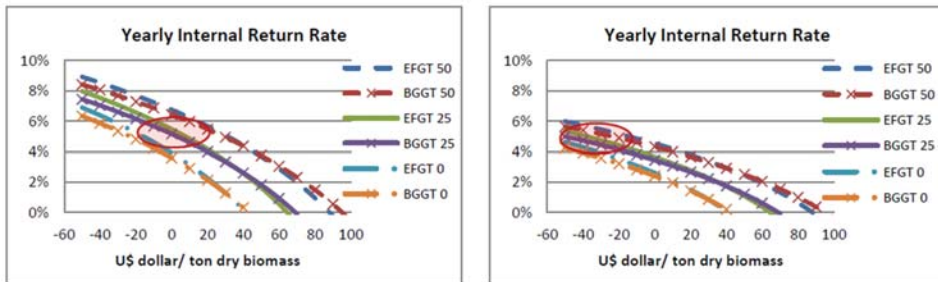 Yearly Internal Return Rate
10%
8%
6%
4%
2%
0%
-60 -40 -20 0 20 40 60 80 100
U$ dollar/ ton dry biomass
EFGT 50
BGGT 50
EFGT 25
BGGT 25
EFGT 0
BGGT 0
Yearly Internal Return Rate
10%
8%
6%
4%
2%
0%
-60 -40 -20 0 20 40 60 80 100
U$ dollar/ ton dry biomass
EFGT 50
BGGT 50
EFGT 25
BGGT 25
EFGT 0
BGGT 0